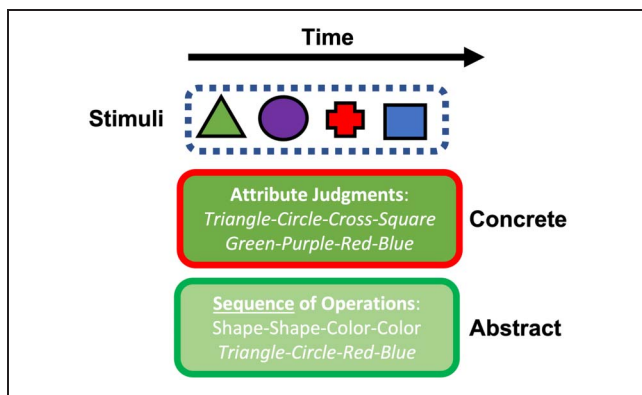 Time
Stimuli
Attribute Judgments:
Triangle-Circle-Cross-Square
Green-Purple-Red-Blue
Concrete
Sequence of Operations:
Shape-Shape-Color-Color
Triangle-Circle-Red-Blue
Abstract